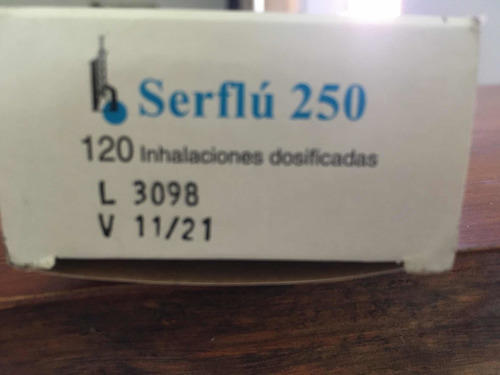 Serflú 250
120 Inhalaciones dosificadas
L 3098
V 11/21